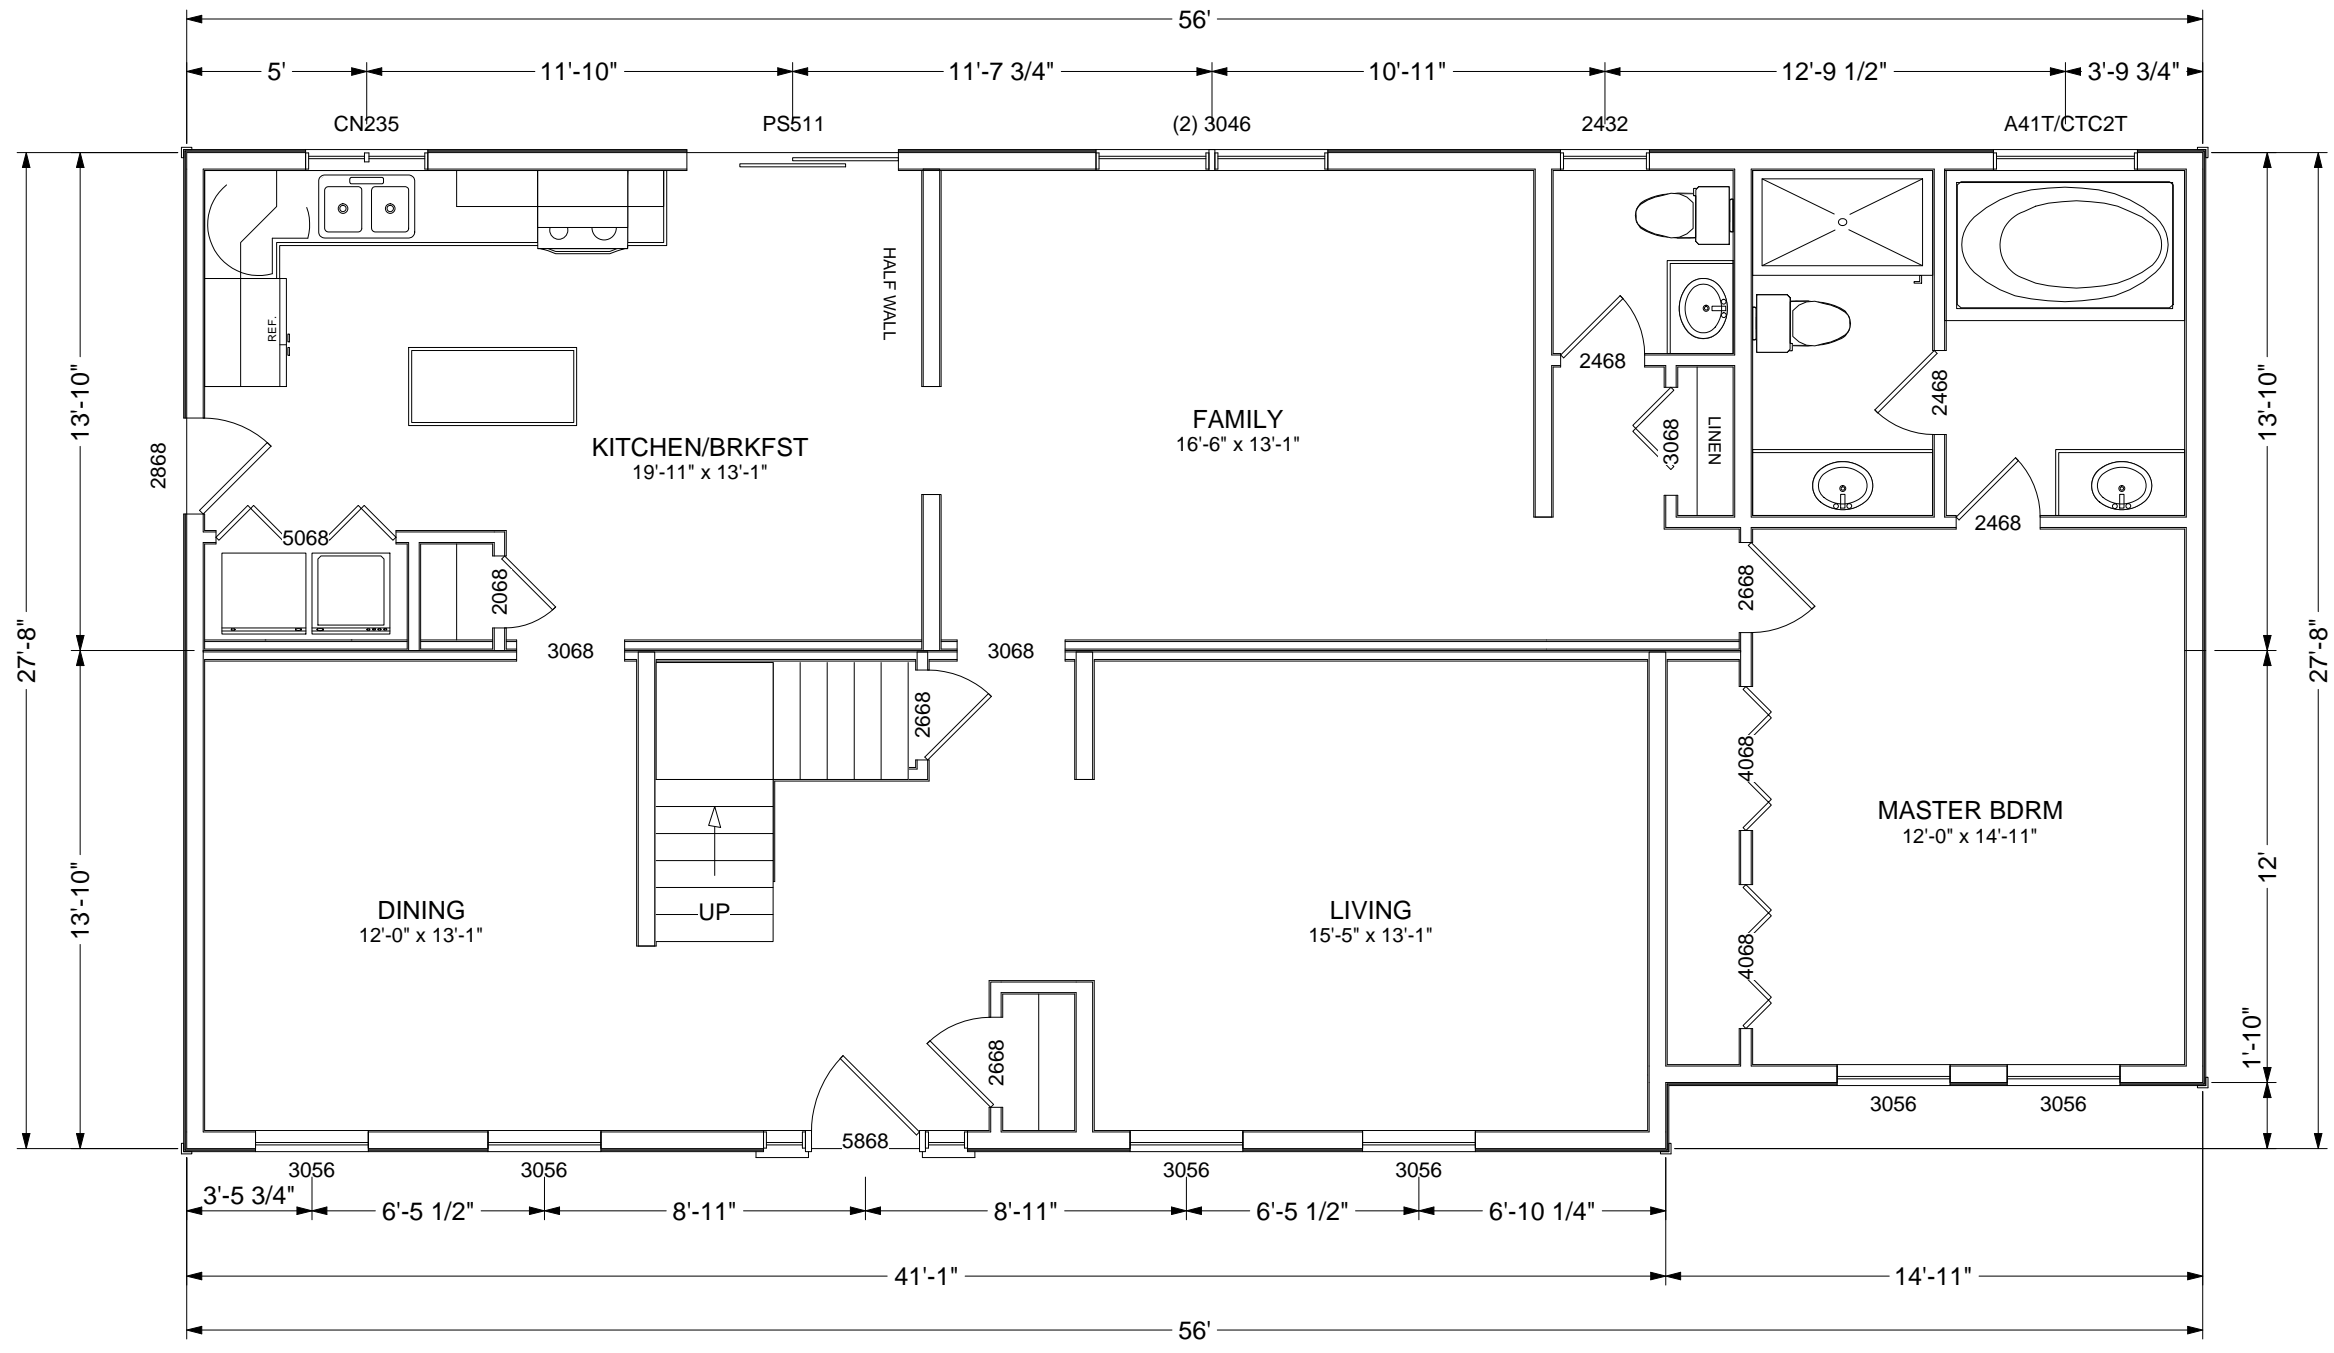 56'
5'
11'-10"
11'-7 3/4"
10'-11"
12'-9 1/2"
3'-9 3/4"
CN235
PS511
(2) 3046
2432
A41T/CTC2T
HALF WALL
REF.
2468
2468
13'-10"
13'-10"
2868
KITCHEN/BRKFST
19'-11" x 13'-1"
FAMILY
16'-6" x 13'-1"
3068
LINEN
5068
2068
2468
2668
27'-8"
27'-8"
3068
3068
2668
4068
MASTER BDRM
12'-0" x 14'-11"
13'-10"
12'
DINING
12'-0" x 13'-1"
UP
LIVING
15'-5" x 13'-1"
4068
1'-10"
2668
5868
3056
3056
3056
3056
3056
3056
3'-5 3/4"
6'-5 1/2"
8'-11"
8'-11"
6'-5 1/2"
6'-10 1/4"
41'-1"
14'-11"
56'